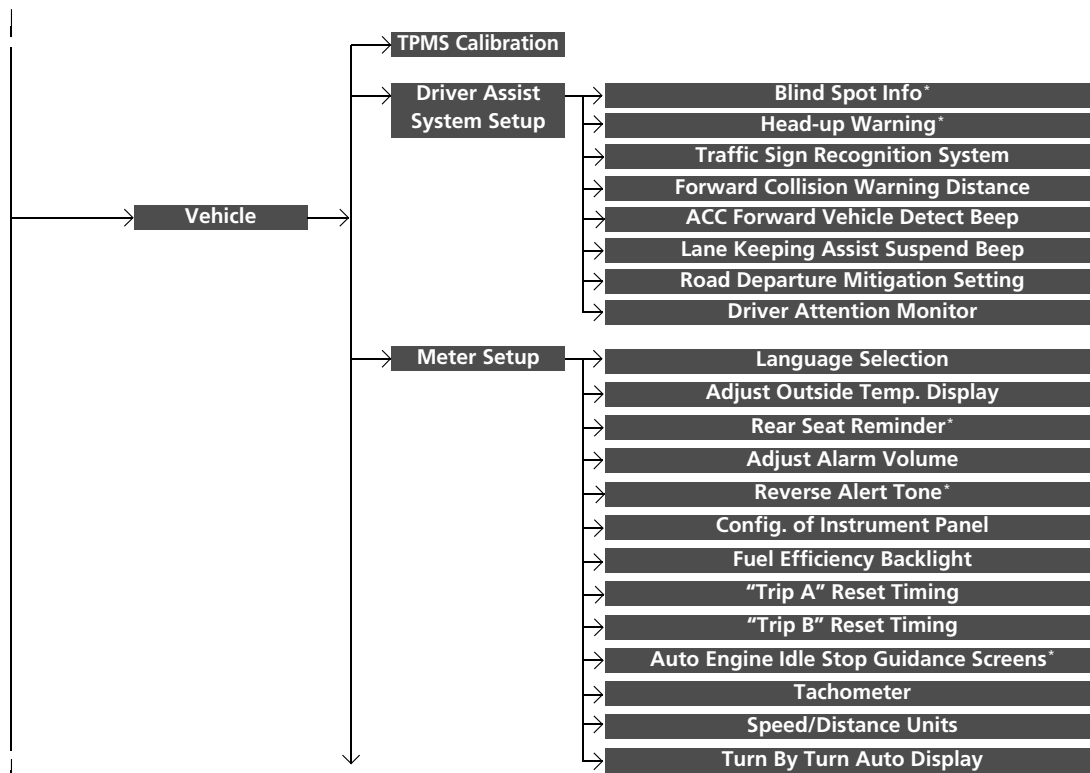 TPMS Calibration
Driver Assist
System Setup
Blind Spot Info*
Head-up Warning*
Traffic Sign Recognition System
Forward Collision Warning Distance
Vehicle
ACC Forward Vehicle Detect Beep
Lane Keeping Assist Suspend Beep
Road Departure Mitigation Setting
Driver Attention Monitor
Meter Setup
Language Selection
Adjust Outside Temp. Display
Rear Seat Reminder*
Adjust Alarm Volume
Reverse Alert Tone*
Config. of Instrument Panel
Fuel Efficiency Backlight
“Trip A” Reset Timing
“Trip B” Reset Timing
Auto Engine Idle Stop Guidance Screens*
Tachometer
Speed/Distance Units
Turn By Turn Auto Display